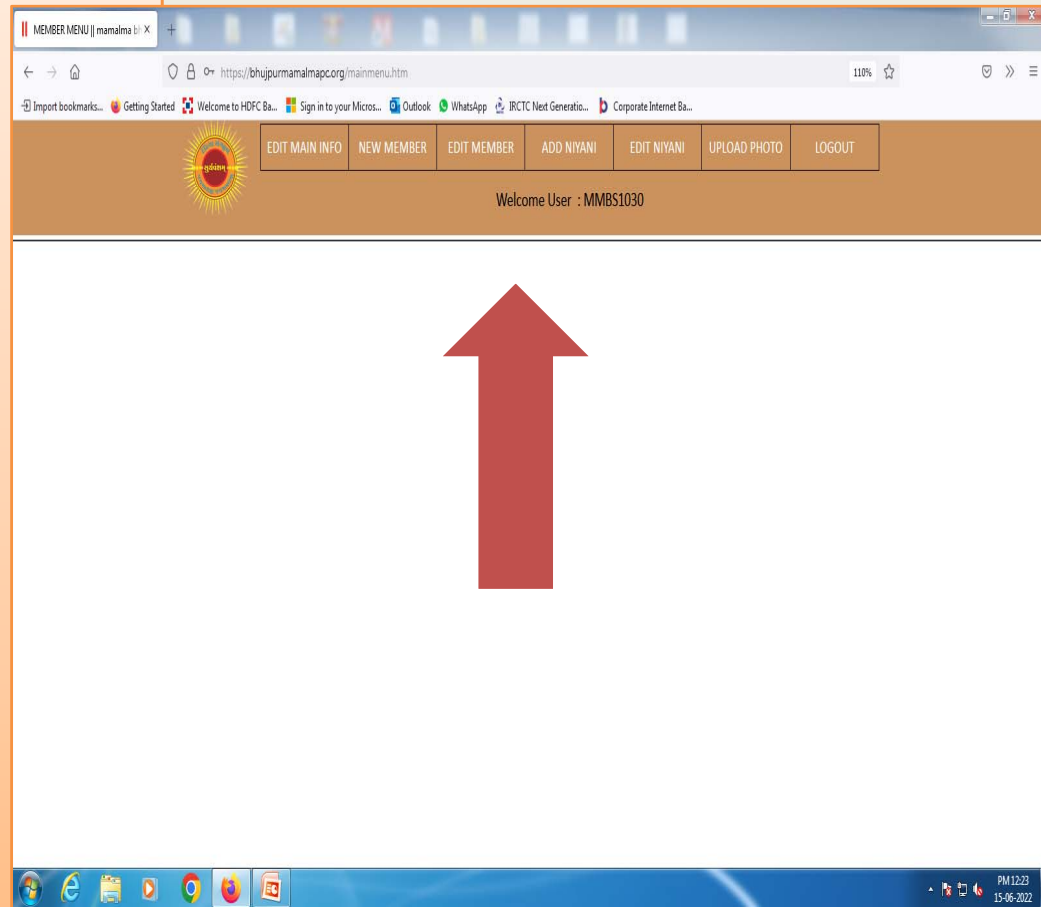 MEMBER MENU || mamalma bh
https://bhujpurmamalmapc.org/mainmenu.htm 110%
Import bookmarks... Getting Started Welcome to HDFC Ba... Sign in to your Micros... Outlook WhatsApp IRCTC Next Generatio... Corporate Internet Ba...
EDIT MAIN INFO NEW MEMBER EDIT MEMBER ADD NIYANI EDIT NIYANI UPLOAD PHOTO LOGOUT
Welcome User : MMBS1030
PM 12:23
15-06-2022